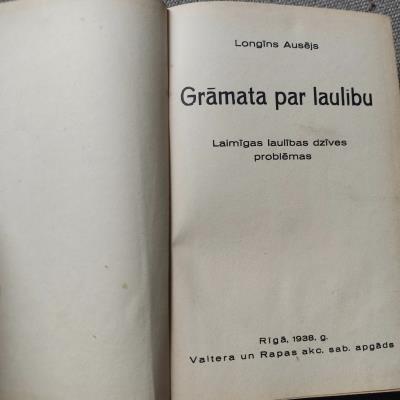 Longīns Ausējs
Grāmata par laulību
Laimīgas laulības dzīves
problēmas
Rīgā, 1938. g.
Valtera un Rapas akc. sab. apgāds